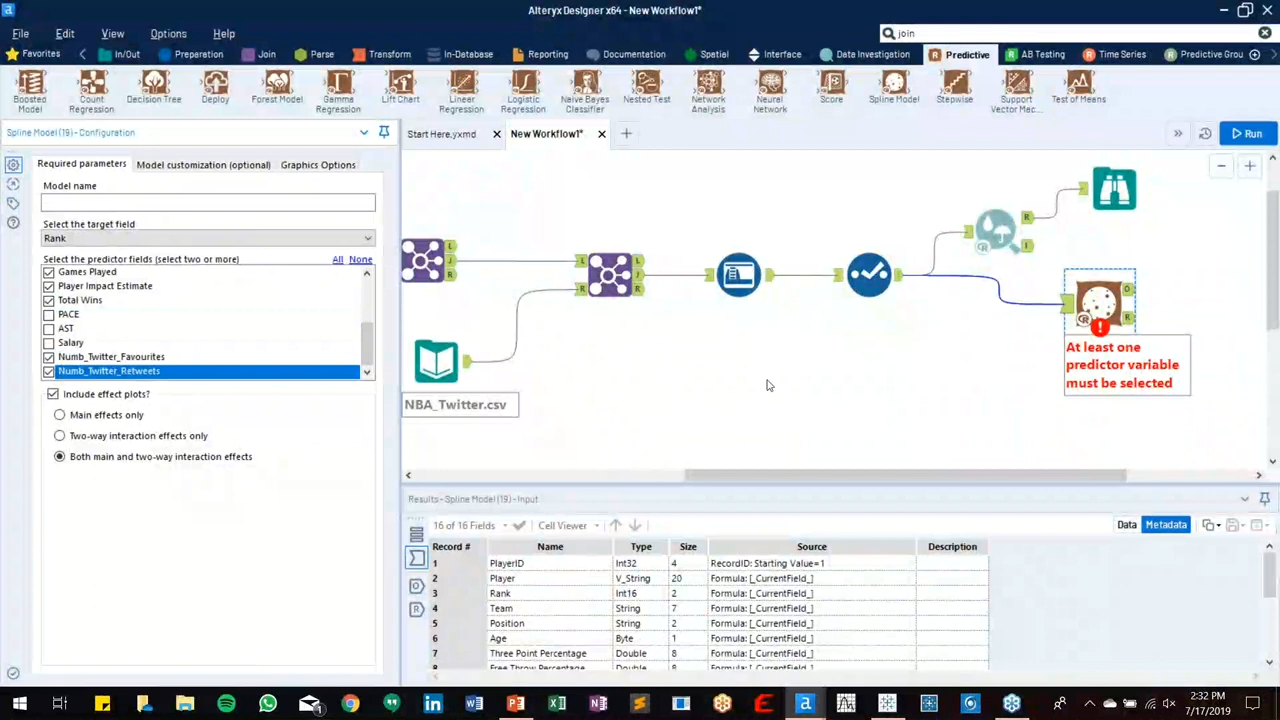 Alteryx Designer x64 - New Workflow1*
File Edit View Options Help
join
Favorites In/Out Preparation Join Parse Transform In-Database Reporting Documentation Spatial Interface Data Investigation Predictive AB Testing Time Series Predictive Grou
Boosted Model Count Regression Decision Tree Deploy Forest Model Gamma Regression Lift Chart Linear Regression Logistic Regression Naive Bayes Classifier Nested Test Network Analysis Neural Network Score Spline Model Stepwise Support Vector Mec... Test of Means
Spline Model (19) - Configuration
Start Here.yxmd New Workflow1* Run
Required parameters Model customization (optional) Graphics Options
Model name
Select the target field
Rank
Select the predictor fields (select two or more) All None
Games Played
Player Impact Estimate
Total Wins
PACE
AST
Salary
Numb_Twitter_Favourites
Numb_Twitter_Retweets
Include effect plots?
Main effects only
Two-way interaction effects only
Both main and two-way interaction effects
L
J
R
L
R
L
J
R
R
I
O
R
At least one
predictor variable
must be selected
NBA_Twitter.csv
Results - Spline Model (19) - Input
16 of 16 Fields Cell Viewer Data Metadata
Record # Name Type Size Source Description
1 PlayerID Int32 4 RecordID: Starting Value=1
2 Player V_String 20 Formula: [_CurrentField_]
3 Rank Int16 2 Formula: [_CurrentField_]
4 Team String 7 Formula: [_CurrentField_]
5 Position String 2 Formula: [_CurrentField_]
6 Age Byte 1 Formula: [_CurrentField_]
7 Three Point Percentage Double 8 Formula: [_CurrentField_]
Free Throw Percentage Double 8 Formula: [_CurrentField_]
2:32 PM
7/17/2019